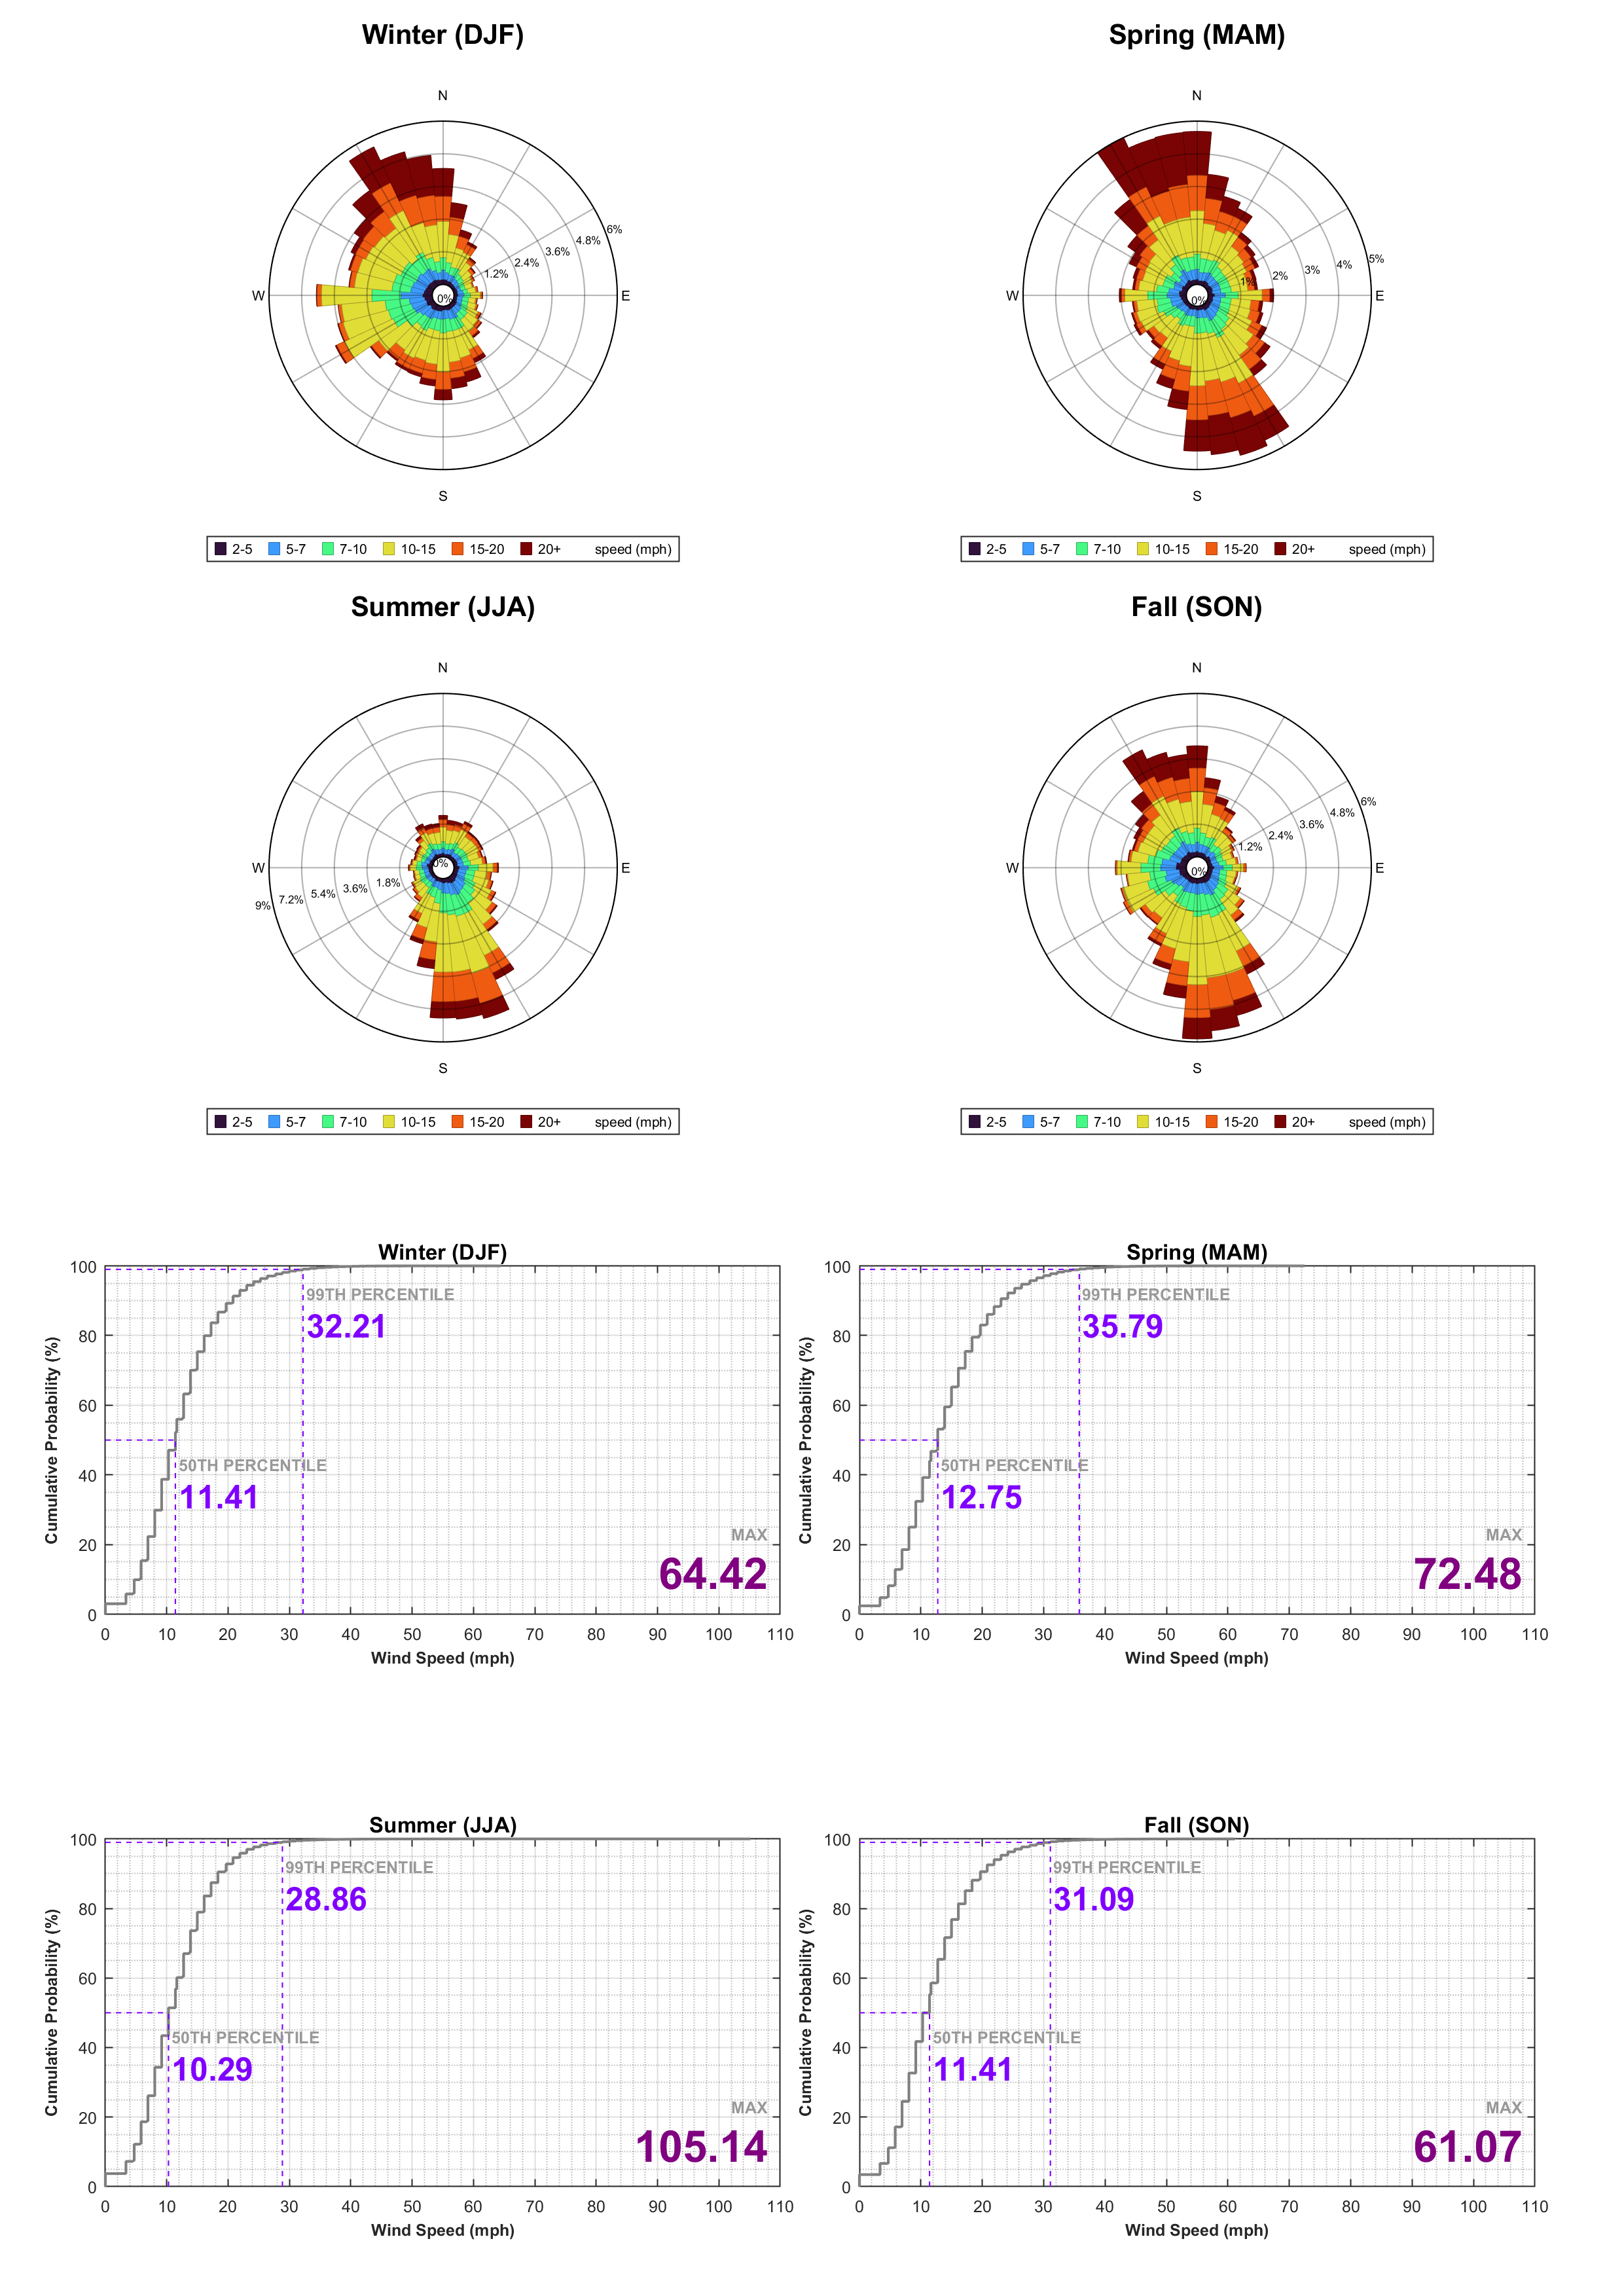 Winter (DJF)
N
W
E
S
0%
1.2%
2.4%
3.6%
4.8%
6%
2-5 5-7 7-10 10-15 15-20 20+ speed (mph)
Spring (MAM)
N
W
E
S
0%
1%
2%
3%
4%
5%
2-5 5-7 7-10 10-15 15-20 20+ speed (mph)
Summer (JJA)
N
W
E
S
0%
1.8%
3.6%
5.4%
7.2%
9%
2-5 5-7 7-10 10-15 15-20 20+ speed (mph)
Fall (SON)
N
W
E
S
0%
1.2%
2.4%
3.6%
4.8%
6%
2-5 5-7 7-10 10-15 15-20 20+ speed (mph)
Winter (DJF)
Cumulative Probability (%)
100
80
60
40
20
0
99TH PERCENTILE
32.21
50TH PERCENTILE
11.41
MAX
64.42
0 10 20 30 40 50 60 70 80 90 100 110
Wind Speed (mph)
Spring (MAM)
Cumulative Probability (%)
100
80
60
40
20
0
99TH PERCENTILE
35.79
50TH PERCENTILE
12.75
MAX
72.48
0 10 20 30 40 50 60 70 80 90 100 110
Wind Speed (mph)
Summer (JJA)
Cumulative Probability (%)
100
80
60
40
20
0
99TH PERCENTILE
28.86
50TH PERCENTILE
10.29
MAX
105.14
0 10 20 30 40 50 60 70 80 90 100 110
Wind Speed (mph)
Fall (SON)
Cumulative Probability (%)
100
80
60
40
20
0
99TH PERCENTILE
31.09
50TH PERCENTILE
11.41
MAX
61.07
0 10 20 30 40 50 60 70 80 90 100 110
Wind Speed (mph)